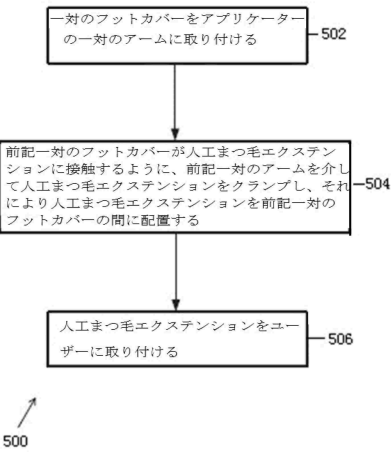 一対のフットカバーをアプリケーター
の一対のアームに取り付ける
502
前記一対のフットカバーが人工まつ毛エクステン
ションに接触するように、前記一対のアームを介し
て人工まつ毛エクステンションをクランプし、それ
により人工まつ毛エクステンションを前記一対の
フットカバーの間に配置する
504
人工まつ毛エクステンションをユー
ザーに取り付ける
506
500